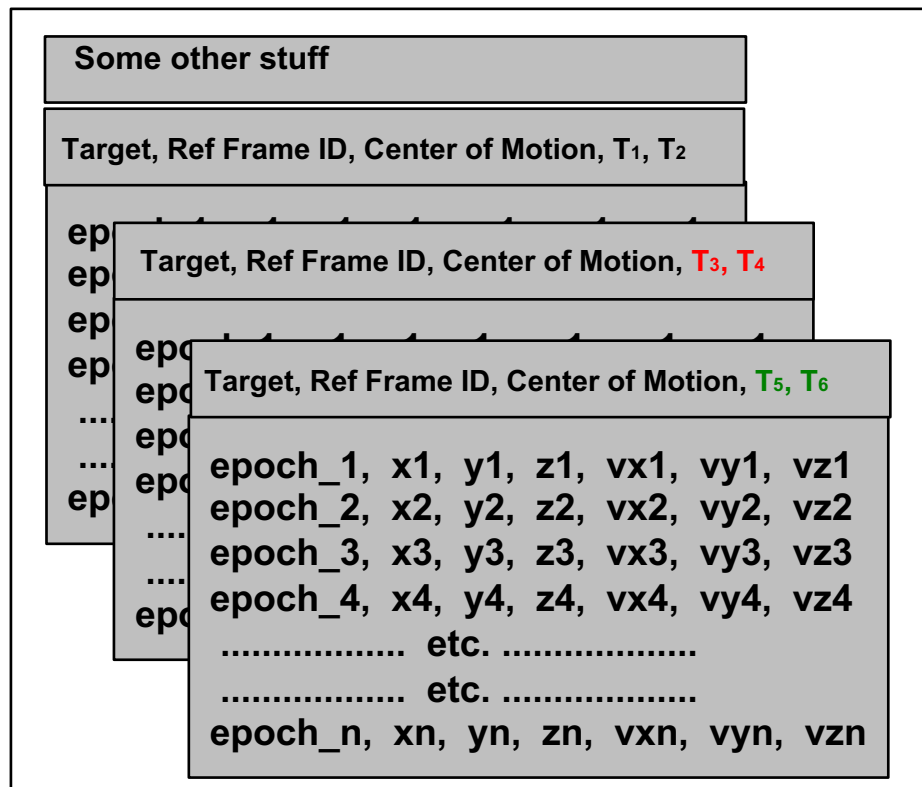 Some other stuff
Target, Ref Frame ID, Center of Motion, T₁, T₂
Target, Ref Frame ID, Center of Motion, T₃, T₄
Target, Ref Frame ID, Center of Motion, T₅, T₆
epoch_1, x1, y1, z1, vx1, vy1, vz1
epoch_2, x2, y2, z2, vx2, vy2, vz2
epoch_3, x3, y3, z3, vx3, vy3, vz3
epoch_4, x4, y4, z4, vx4, vy4, vz4
.................. etc. ...................
.................. etc. ...................
epoch_n, xn, yn, zn, vxn, vyn, vzn